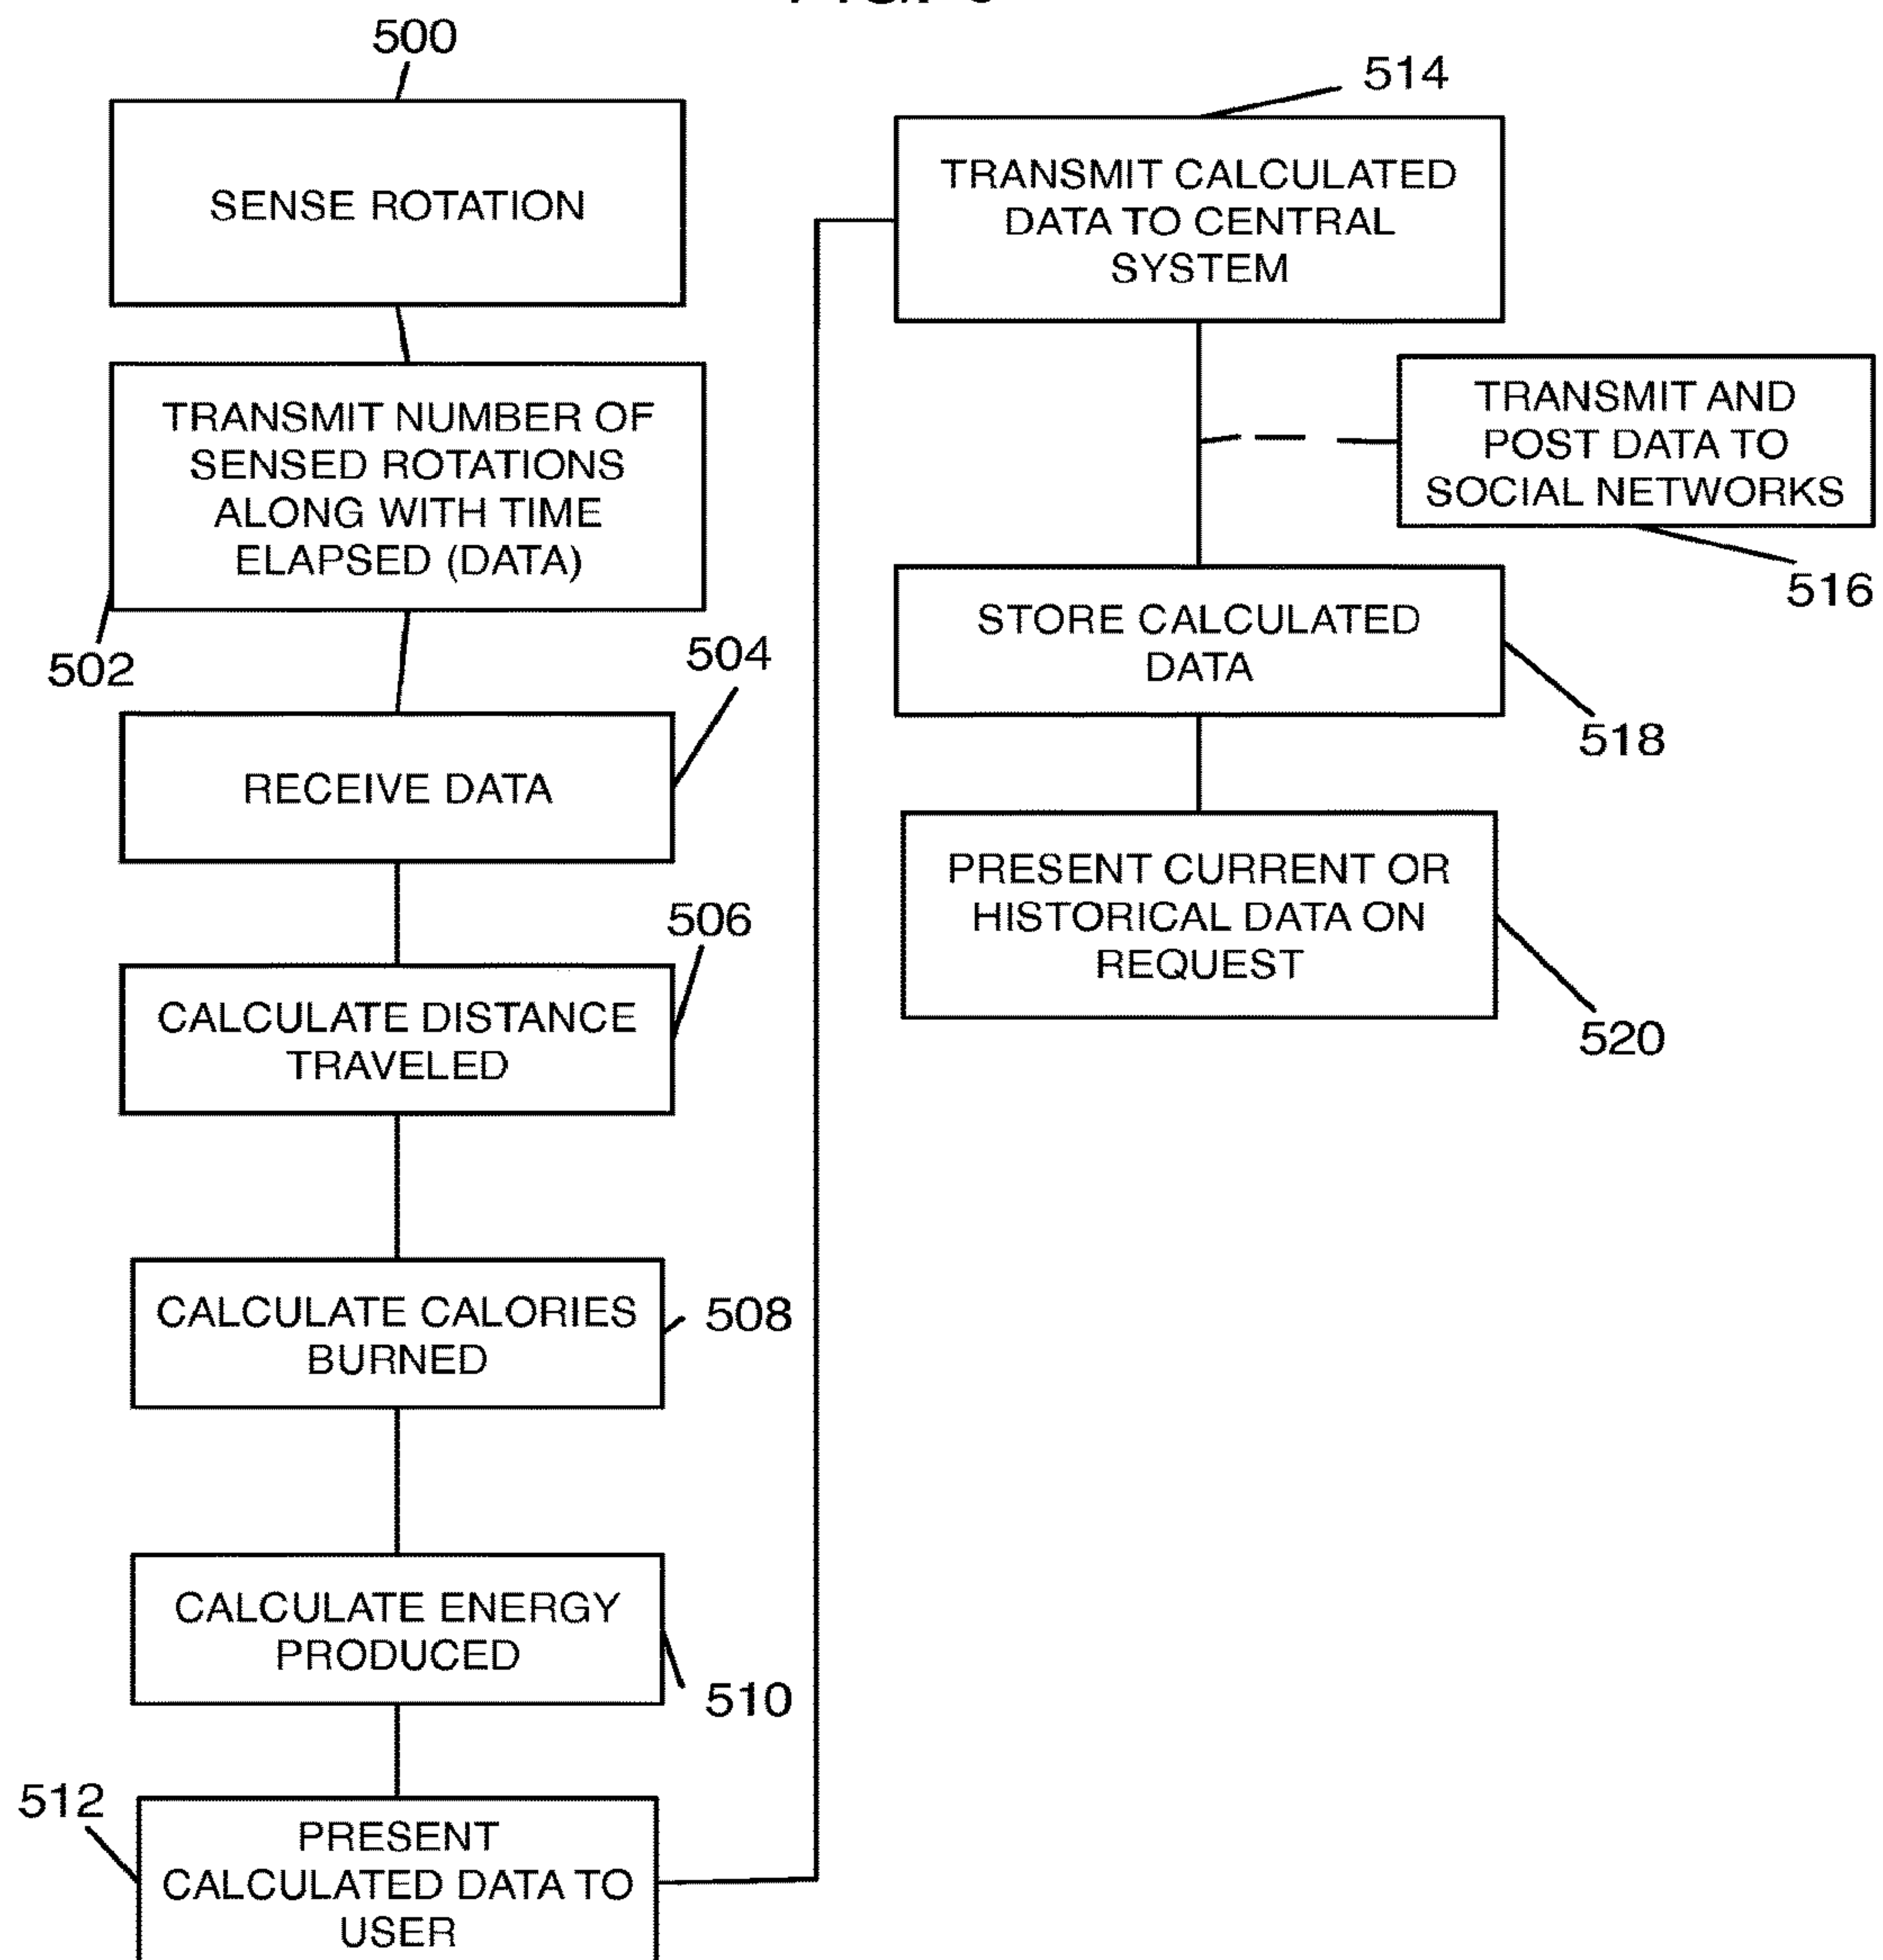 500
SENSE ROTATION
TRANSMIT NUMBER OF
SENSED ROTATIONS
ALONG WITH TIME
ELAPSED (DATA)
502
504
RECEIVE DATA
506
CALCULATE DISTANCE
TRAVELED
CALCULATE CALORIES
BURNED
508
CALCULATE ENERGY
PRODUCED
510
512
PRESENT
CALCULATED DATA TO
USER
514
TRANSMIT CALCULATED
DATA TO CENTRAL
SYSTEM
TRANSMIT AND
POST DATA TO
SOCIAL NETWORKS
516
STORE CALCULATED
DATA
518
PRESENT CURRENT OR
HISTORICAL DATA ON
REQUEST
520